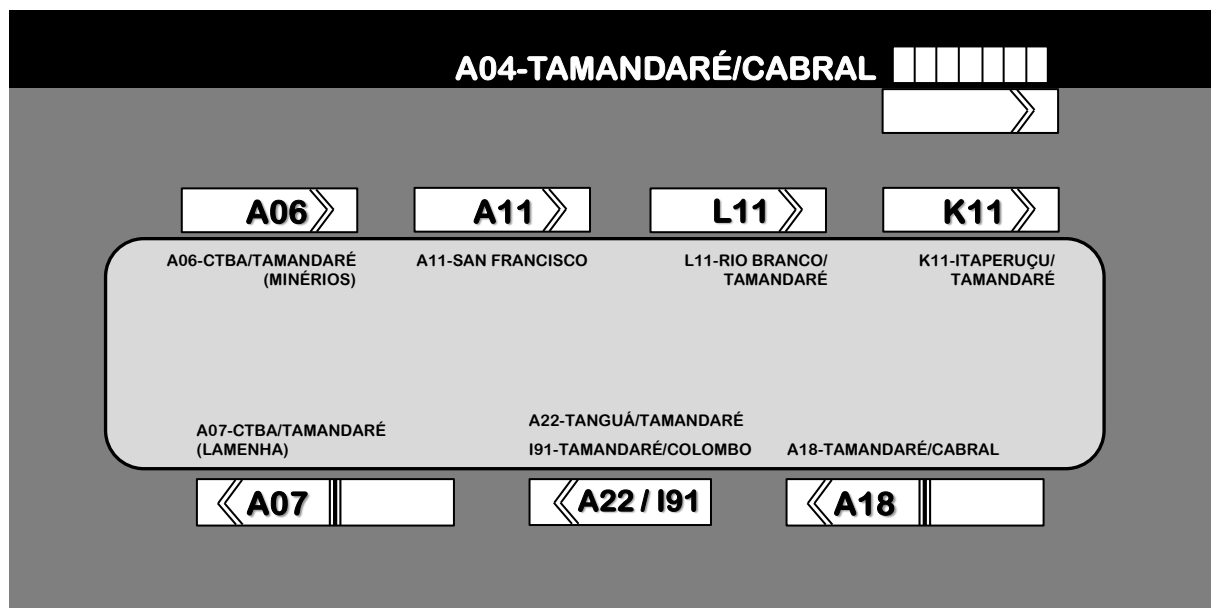 A04-TAMANDARÉ/CABRAL
A06
A11
L11
K11
A06-CTBA/TAMANDARÉ
(MINÉRIOS)
A11-SAN FRANCISCO
L11-RIO BRANCO/
TAMANDARÉ
K11-ITAPERUÇU/
TAMANDARÉ
A07-CTBA/TAMANDARÉ
(LAMENHA)
A22-TANGUÁ/TAMANDARÉ
I91-TAMANDARÉ/COLOMBO
A18-TAMANDARÉ/CABRAL
A07
A22 / I91
A18